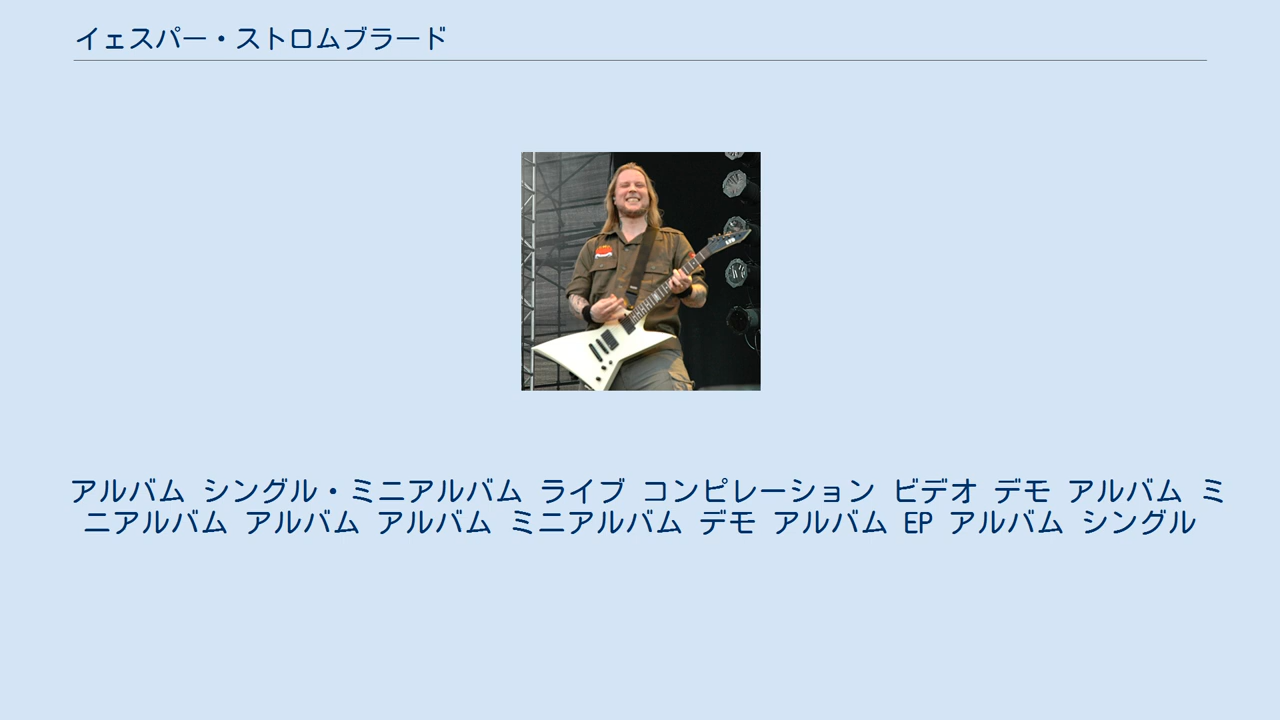 イェスパー・ストロムブラード
アルバム シングル・ミニアルバム ライブ コンピレーション ビデオ デモ アルバム ミ
ニアルバム アルバム アルバム ミニアルバム デモ アルバム EP アルバム シングル